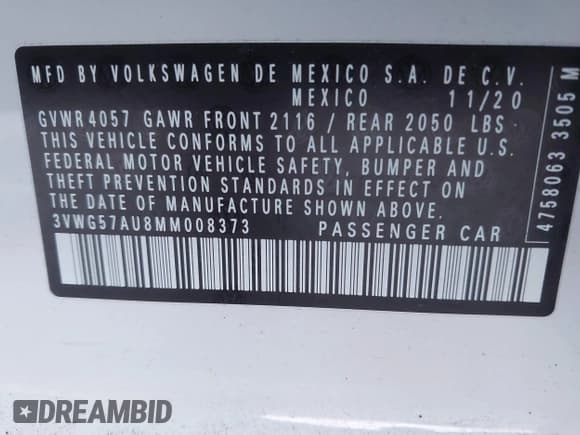 MFD BY VOLKSWAGEN DE MEXICO S.A. DE C.V.
MEXICO 11/20
GVWR 4057 GAWR FRONT 2116 / REAR 2050 LBS
THIS VEHICLE CONFORMS TO ALL APPLICABLE U.S.
FEDERAL MOTOR VEHICLE SAFETY, BUMPER AND
THEFT PREVENTION STANDARDS IN EFFECT ON
THE DATE OF MANUFACTURE SHOWN ABOVE.
3VWG57AU8MM008373 PASSENGER CAR
4758063 3505 M
DREAMBID